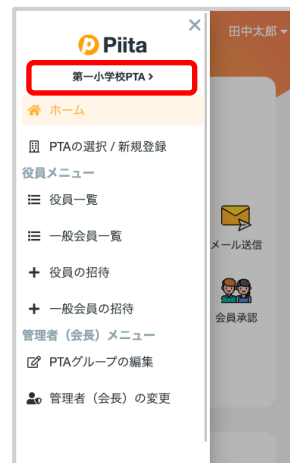 ×
Piita
田中太郎
第一小学校PTA >
ホーム
PTAの選択 / 新規登録
役員メニュー
役員一覧
一般会員一覧
メール送信
役員の招待
一般会員の招待
会員承認
管理者（会長）メニュー
PTAグループの編集
管理者（会長）の変更